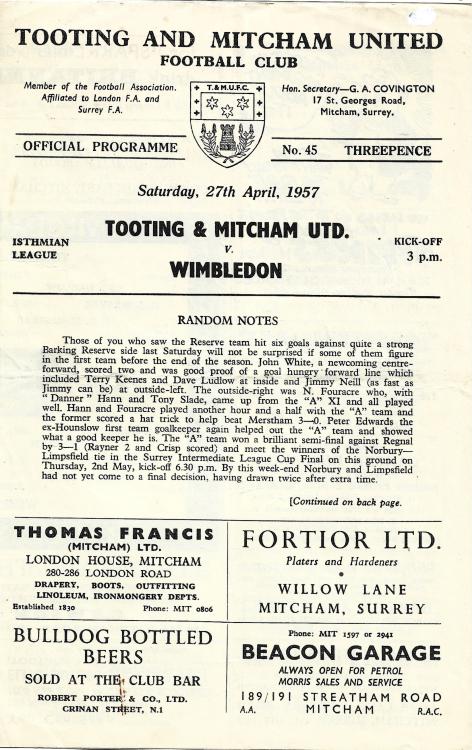 TOOTING AND MITCHAM UNITED
FOOTBALL CLUB
Member of the Football Association.
Affiliated to London F.A. and
Surrey F.A.
T.&M.U.F.C.
Hon. Secretary—G. A. COVINGTON
17 St. Georges Road,
Mitcham, Surrey.
OFFICIAL PROGRAMME
No. 45 THREEPENCE
Saturday, 27th April, 1957
ISTHMIAN
LEAGUE
TOOTING & MITCHAM UTD.
V.
WIMBLEDON
KICK-OFF
3 p.m.
RANDOM NOTES
Those of you who saw the Reserve team hit six goals against quite a strong
Barking Reserve side last Saturday will not be surprised if some of them figure
in the first team before the end of the season. John White, a newcoming centre-
forward, scored two and was good proof of a goal hungry forward line which
included Terry Keenes and Dave Ludlow at inside and Jimmy Neill (as fast as
Jimmy can be) at outside-left. The outside-right was N. Fouracre who, with
" Danner " Hann and Tony Slade, came up from the "A" XI and all played
well. Hann and Fouracre played another hour and a half with the "A" team and
the former scored a hat trick to help beat Merstham 3—0. Peter Edwards the
ex-Hounslow first team goalkeeper again helped out the "A" team and showed
what a good keeper he is. The "A" team won a brilliant semi-final against Regnal
by 3—1 (Rayner 2 and Crisp scored) and meet the winners of the Norbury—
Limpsfield tie in the Surrey Intermediate League Cup Final on this ground on
Thursday, 2nd May, kick-off 6.30 p.m. By this week-end Norbury and Limpsfield
had not yet come to a final decision, having drawn twice after extra time.
[Continued on back page.
THOMAS FRANCIS
(MITCHAM) LTD.
LONDON HOUSE, MITCHAM
280-286 LONDON ROAD
DRAPERY, BOOTS, OUTFITTING
LINOLEUM, IRONMONGERY DEPTS.
Established 1830 Phone: MIT 0806
FORTIOR LTD.
Platers and Hardeners
•
WILLOW LANE
MITCHAM, SURREY
BULLDOG BOTTLED
BEERS
SOLD AT THE CLUB BAR
ROBERT PORTER & CO., LTD.
CRINAN STREET, N.1
Phone: MIT 1597 or 2941
BEACON GARAGE
ALWAYS OPEN FOR PETROL
MORRIS SALES AND SERVICE
189/191 STREATHAM ROAD
A.A. MITCHAM R.A.C.